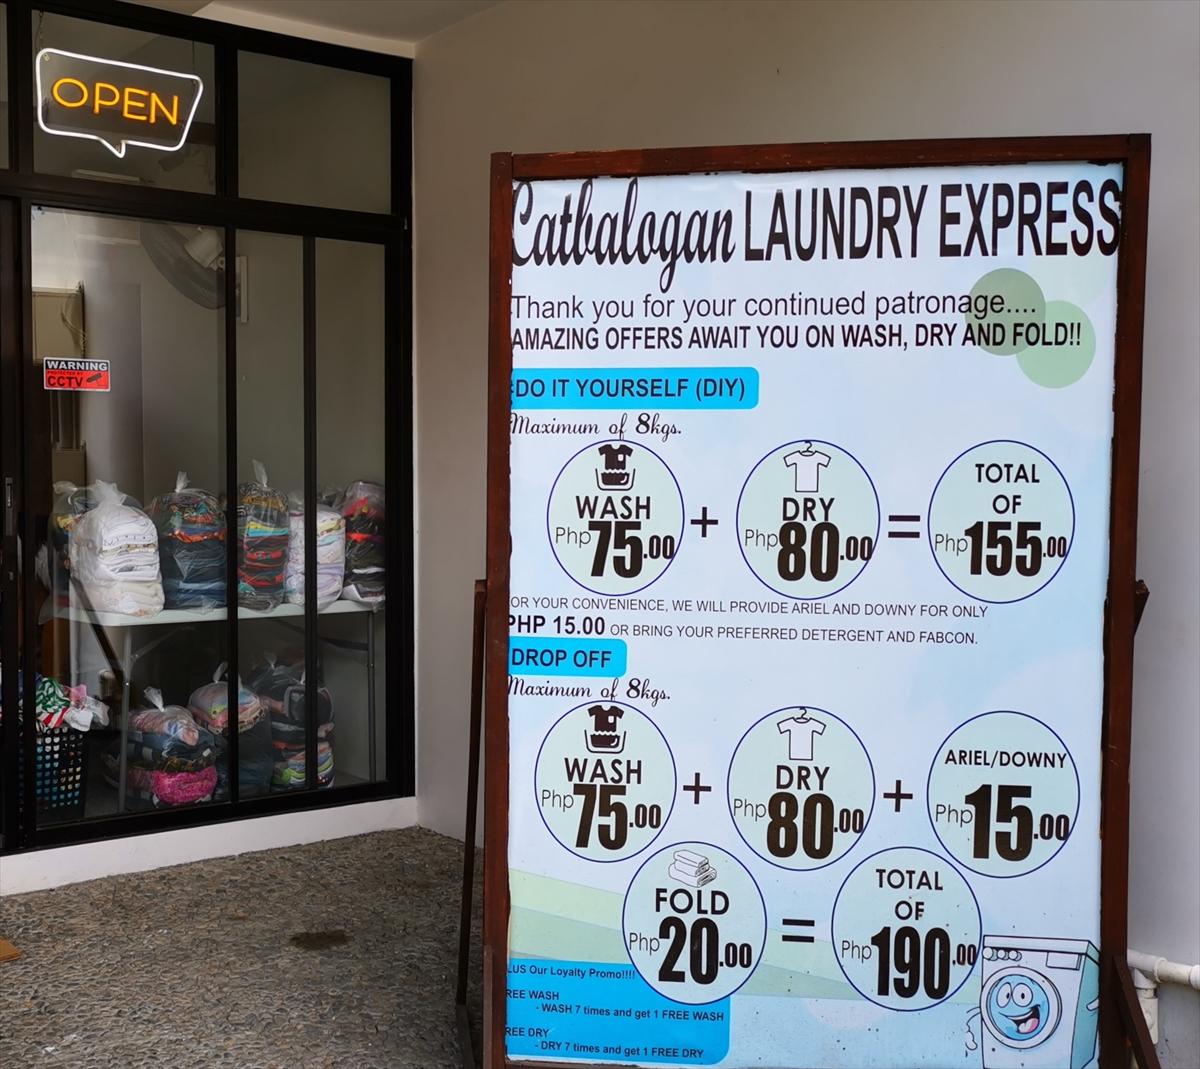 OPEN
WARNING
PROTECTED BY
CCTV
Catbalogan LAUNDRY EXPRESS
Thank you for your continued patronage....
AMAZING OFFERS AWAIT YOU ON WASH, DRY AND FOLD!!
DO IT YOURSELF (DIY)
Maximum of 8kgs.
WASH
Php75.00
+
DRY
Php80.00
=
TOTAL
OF
Php155.00
OR YOUR CONVENIENCE, WE WILL PROVIDE ARIEL AND DOWNY FOR ONLY
PHP 15.00 OR BRING YOUR PREFERRED DETERGENT AND FABCON.
DROP OFF
Maximum of 8kgs.
WASH
Php75.00
+
DRY
Php80.00
+
ARIEL/DOWNY
Php15.00
FOLD
Php20.00
=
TOTAL
OF
Php190.00
LUS Our Loyalty Promo!!!!
REE WASH
- WASH 7 times and get 1 FREE WASH
REE DRY
- DRY 7 times and get 1 FREE DRY